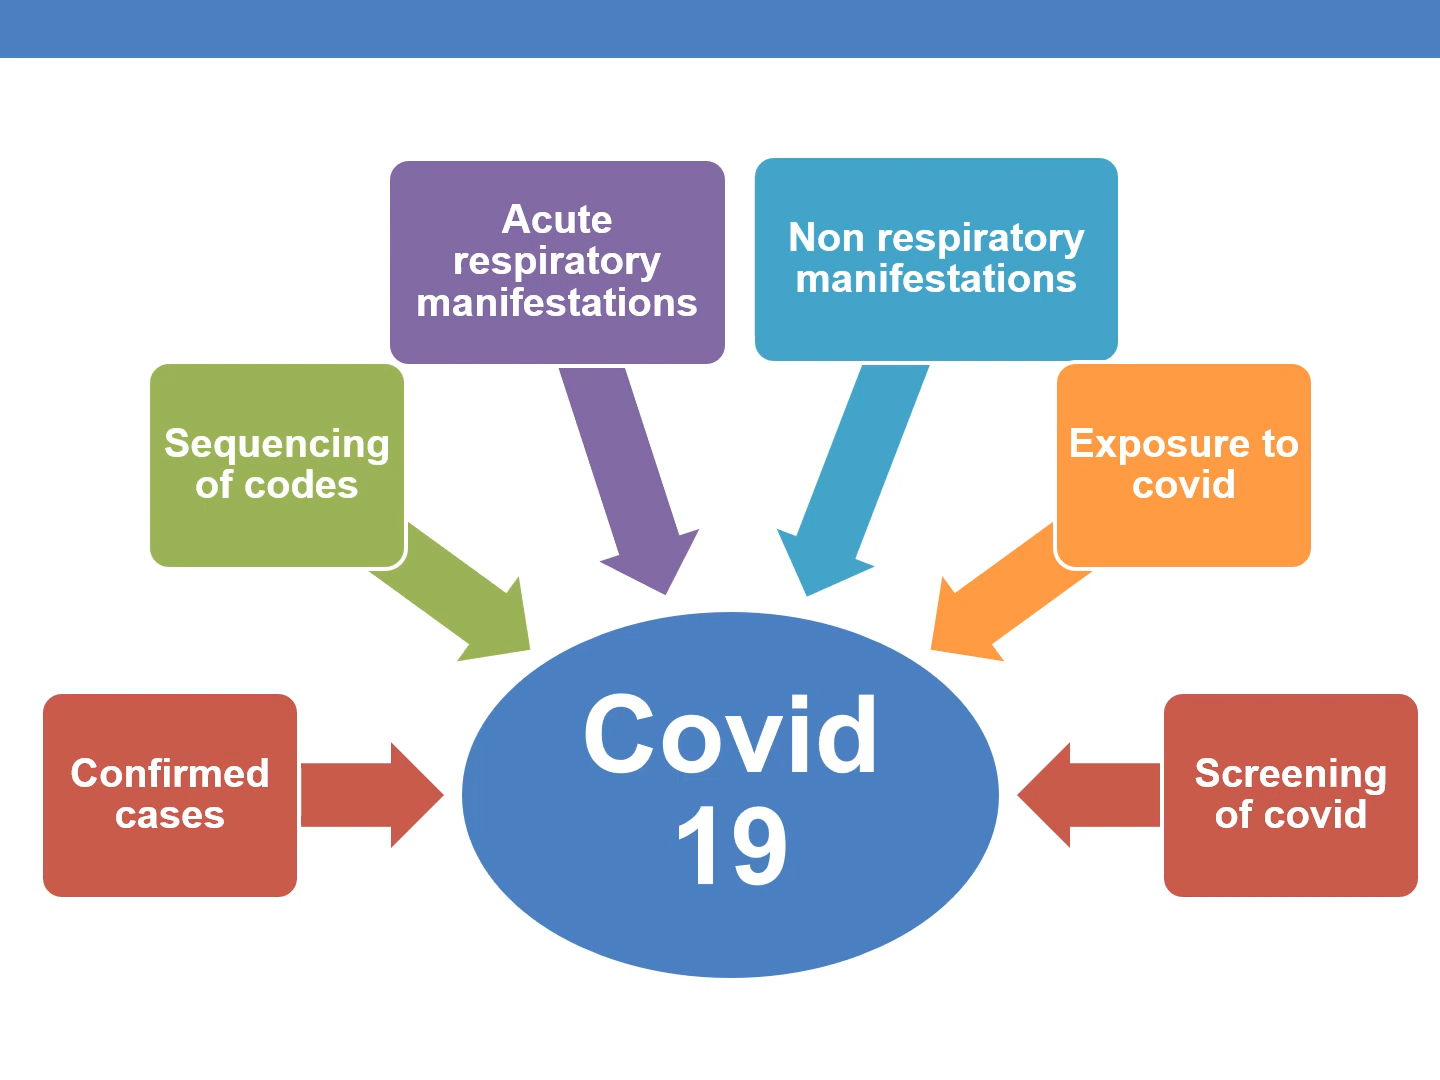 Acute
respiratory
manifestations
Non respiratory
manifestations
Sequencing
of codes
Exposure to
covid
Confirmed
cases
Covid
19
Screening
of covid